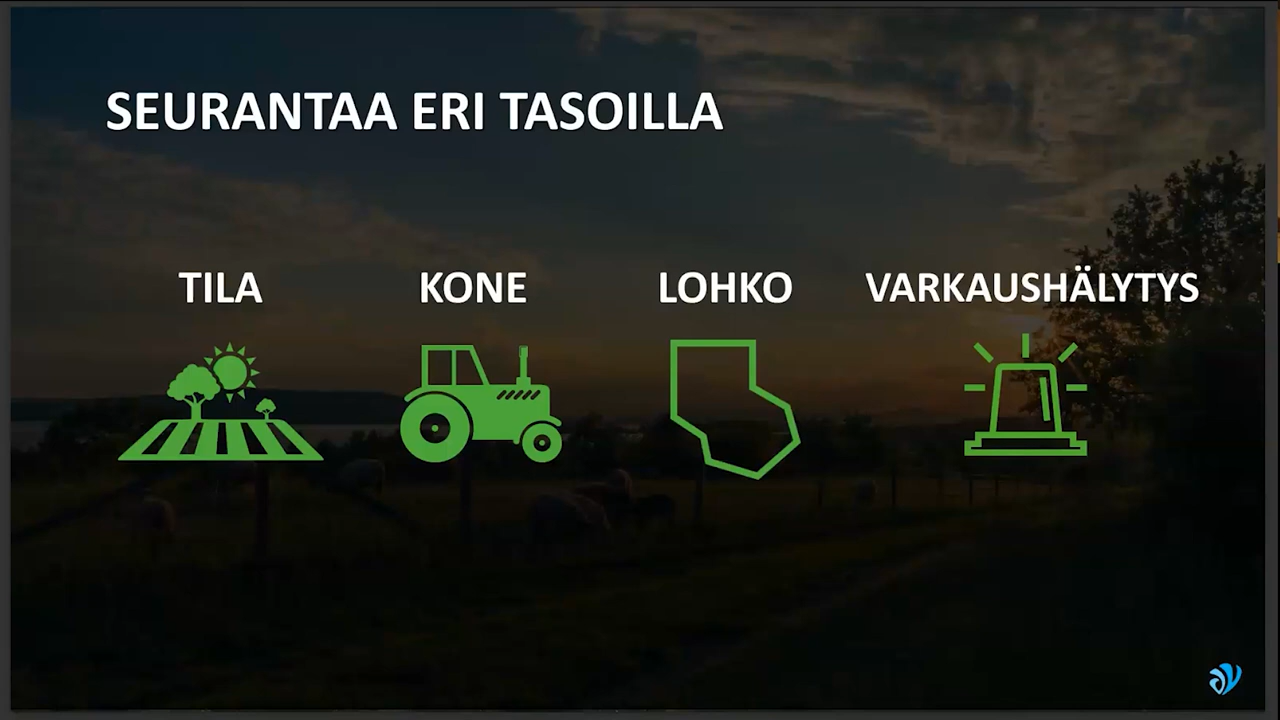 SEURANTAA ERI TASOILLA
TILA
KONE
LOHKO
VARKAUSHÄLYTYS